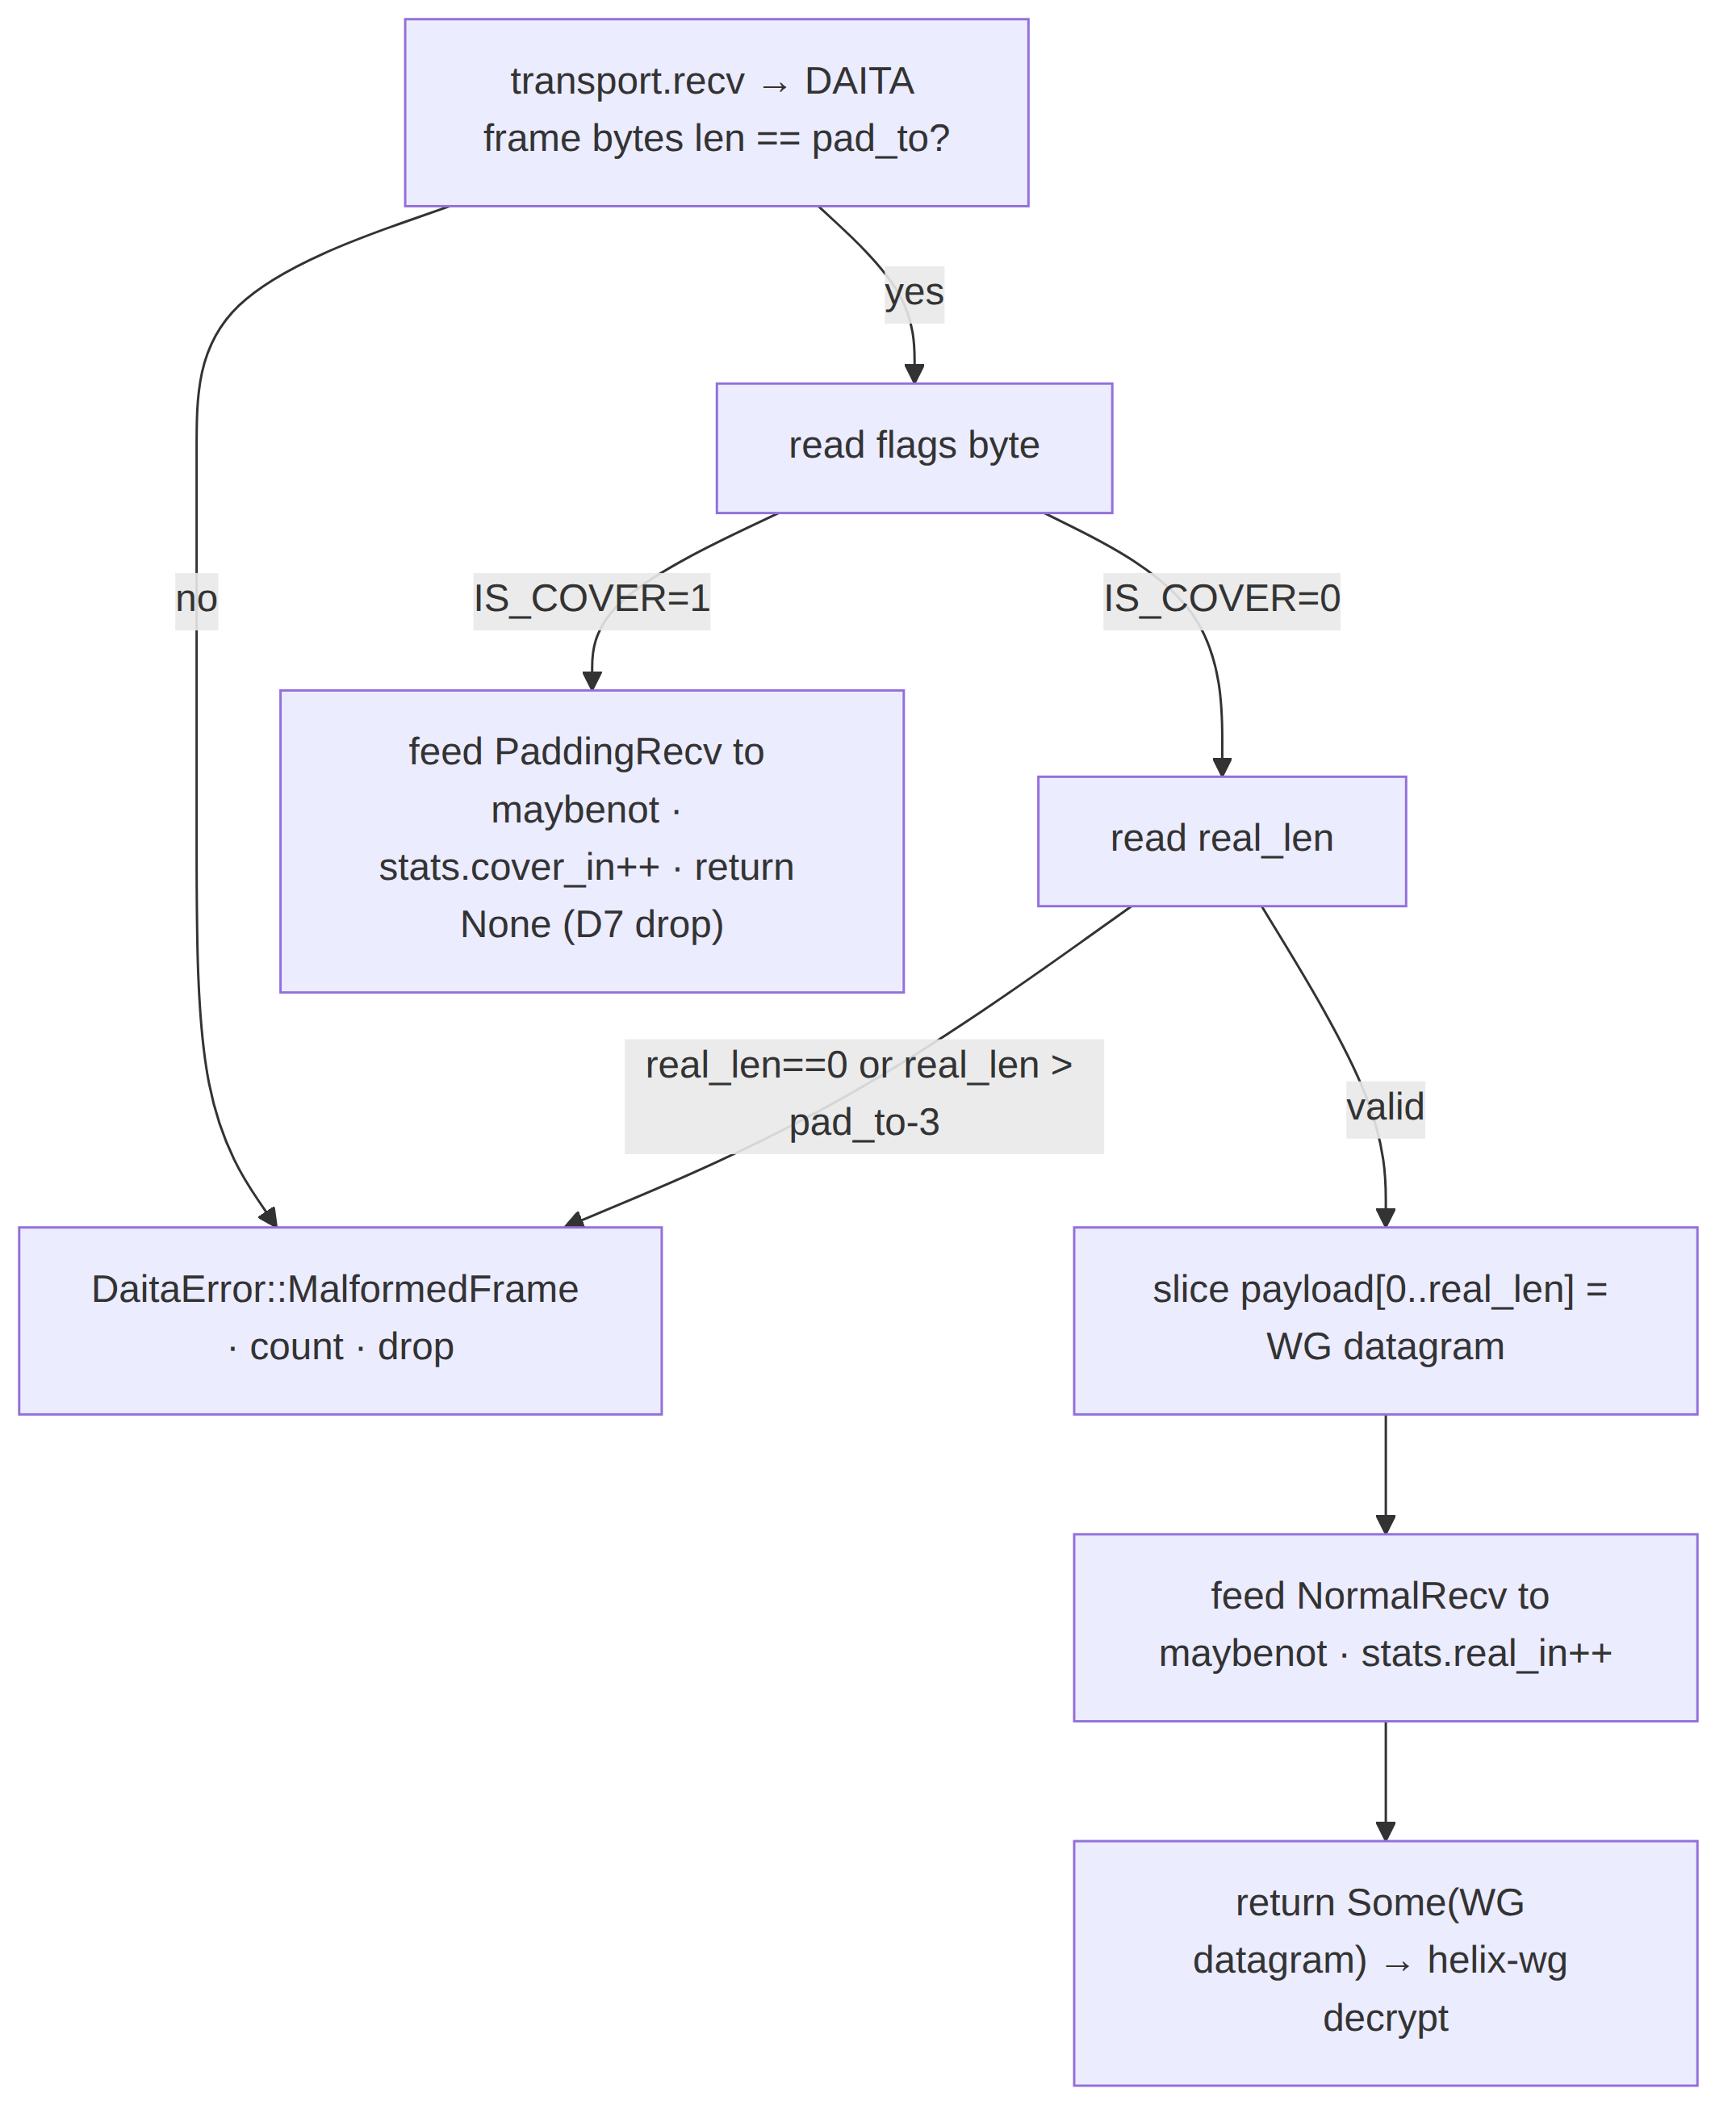 transport.recv → DAITA
frame bytes len == pad_to?
yes
read flags byte
no
IS_COVER=1
IS_COVER=0
feed PaddingRecv to
maybenot ·
stats.cover_in++ · return
None (D7 drop)
read real_len
real_len==0 or real_len >
pad_to-3
valid
DaitaError::MalformedFrame
· count · drop
slice payload[0..real_len] =
WG datagram
feed NormalRecv to
maybenot · stats.real_in++
return Some(WG
datagram) → helix-wg
decrypt